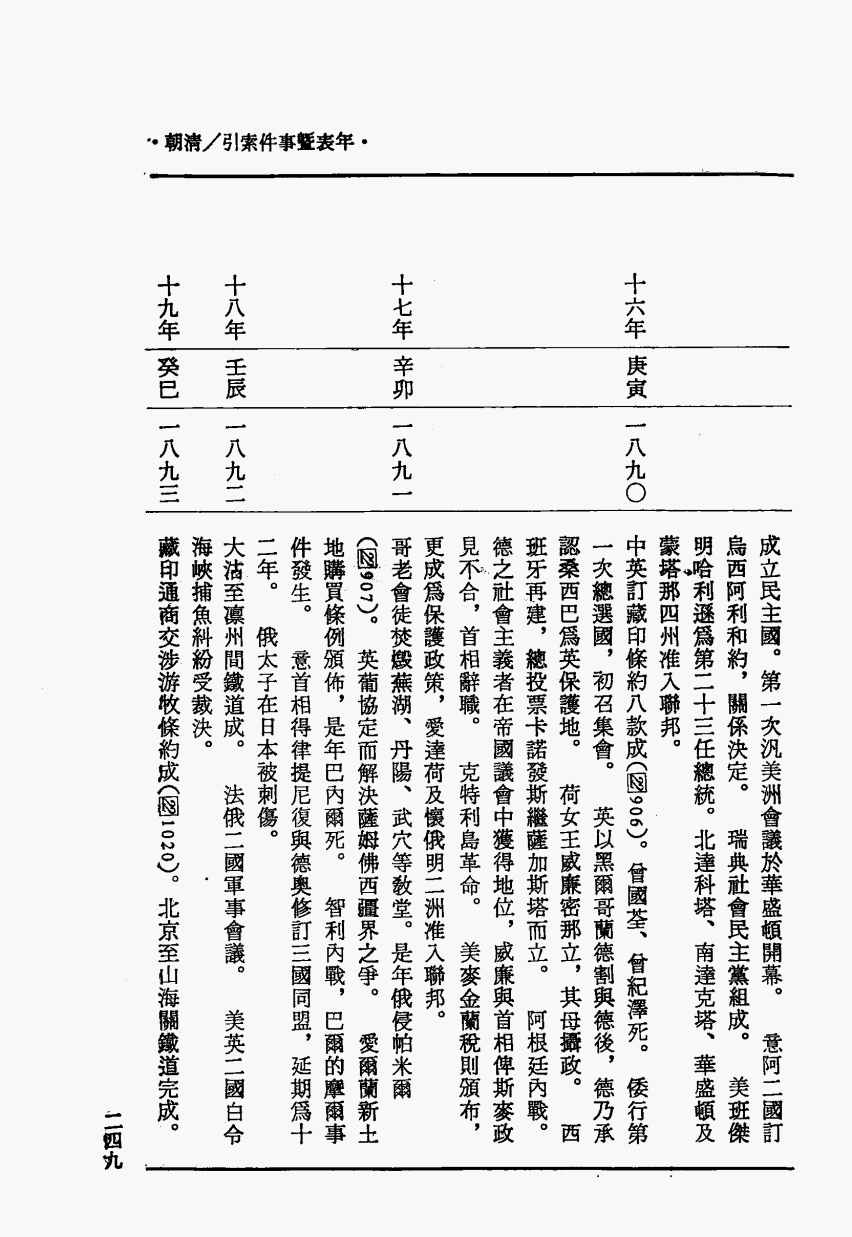 ·年表暨事件索引／清朝·
成立民主國。第一次汎美洲會議於華盛頓開幕。　意阿二國訂
烏西阿利和約，關係決定。　瑞典社會民主黨組成。　美班傑
明哈利遜爲第二十三任總統。北達科塔、南達克塔、華盛頓及
蒙塔那四州准入聯邦。
十六年　庚寅　一八九〇　中英訂藏印條約八款成(図906)。曾國荃、曾紀澤死。　倭行第
一次總選國，初召集會。　英以黑爾哥蘭德割與德後，德乃承
認桑西巴爲英保護地。　荷女王威廉密那立，其母攝政。　西
班牙再建，總投票卡諾發斯繼薩加斯塔而立。　阿根廷內戰。
德之社會主義者在帝國議會中獲得地位，威廉與首相俾斯麥政
見不合，首相辭職。　克特利島革命。　美麥金蘭稅則頒布，
更成爲保護政策，愛達荷及懷俄明二洲准入聯邦。
十七年　辛卯　一八九一　哥老會徒焚燬蕪湖、丹陽、武穴等教堂。是年俄侵帕米爾
(図907)。　英葡協定而解決薩姆佛西疆界之爭。　愛爾蘭新土
地購買條例頒佈，是年巴內爾死。　智利內戰，巴爾的摩爾事
件發生。　意首相得律提尼復與德奧修訂三國同盟，延期爲十
二年。　俄太子在日本被刺傷。
十八年　壬辰　一八九二　大沽至凛州間鐵道成。　法俄二國軍事會議。　美英二國白令
海峽捕魚糾紛受裁決。
十九年　癸巳　一八九三　藏印通商交涉游牧條約成(図1020)。北京至山海關鐵道完成。
二四九